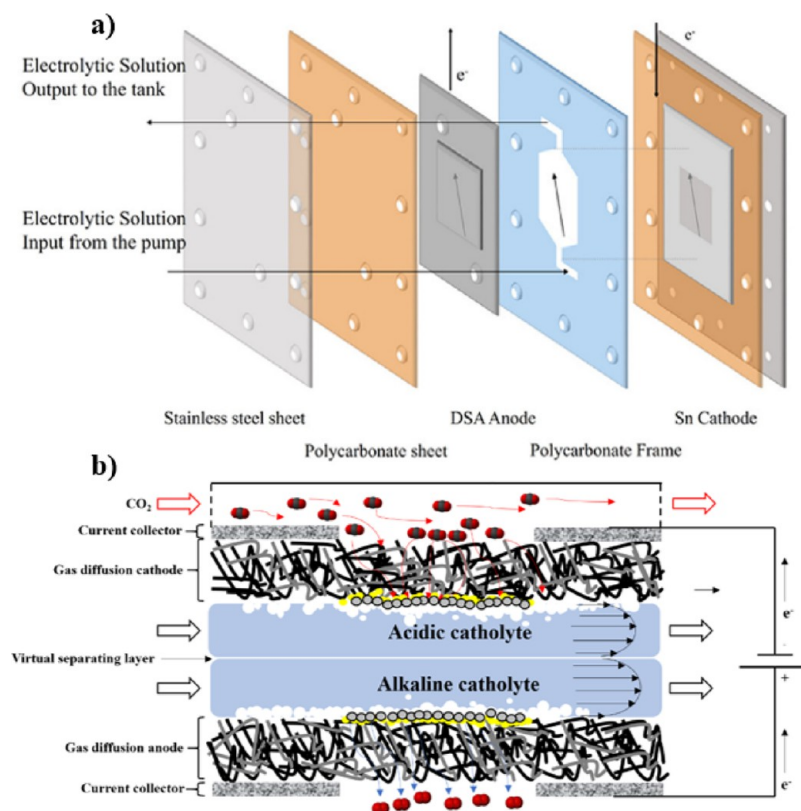 a)
Electrolytic Solution
Output to the tank
e-
e-
Electrolytic Solution
Input from the pump
Stainless steel sheet
DSA Anode
Sn Cathode
Polycarbonate sheet
Polycarbonate Frame
b)
CO2
Current collector
Gas diffusion cathode
e-
Acidic catholyte
-
Virtual separating layer
+
Alkaline catholyte
Gas diffusion anode
Current collector
e-